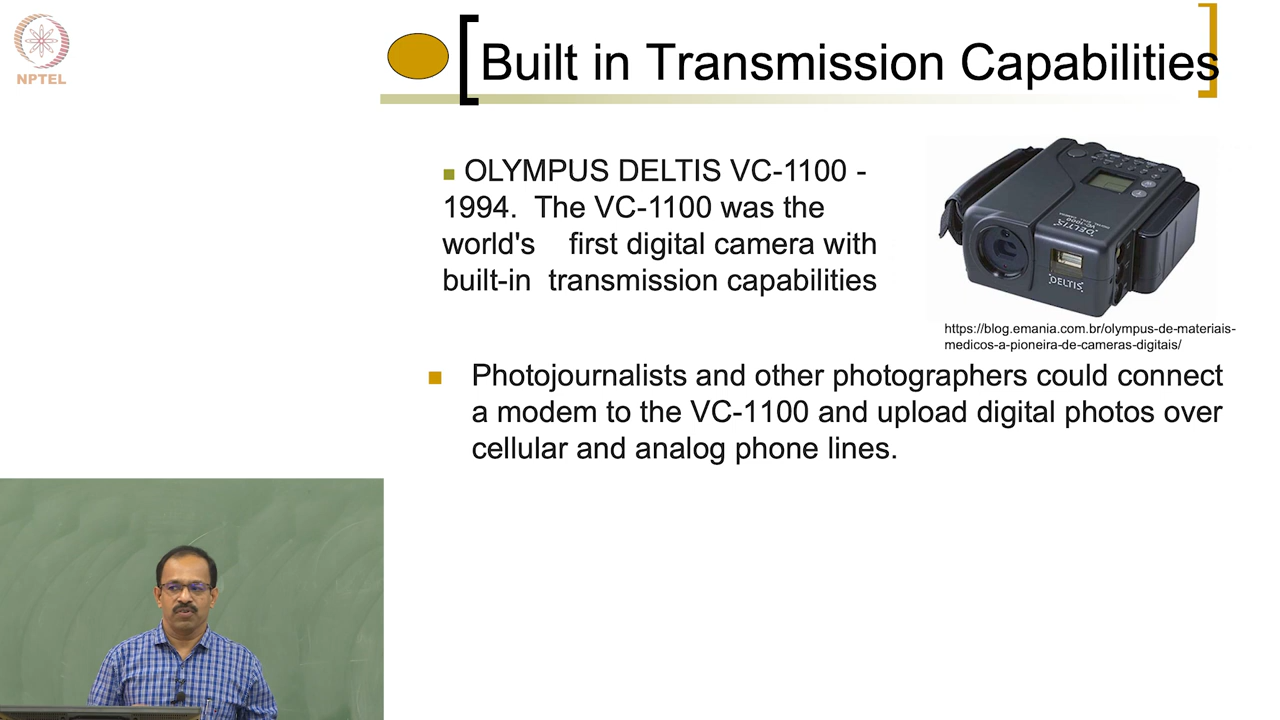 NPTEL
Built in Transmission Capabilities
OLYMPUS DELTIS VC-1100 -
1994. The VC-1100 was the
world's first digital camera with
built-in transmission capabilities
DELTIS
DELTIS
https://blog.emania.com.br/olympus-de-materiais-
medicos-a-pioneira-de-cameras-digitais/
Photojournalists and other photographers could connect
a modem to the VC-1100 and upload digital photos over
cellular and analog phone lines.